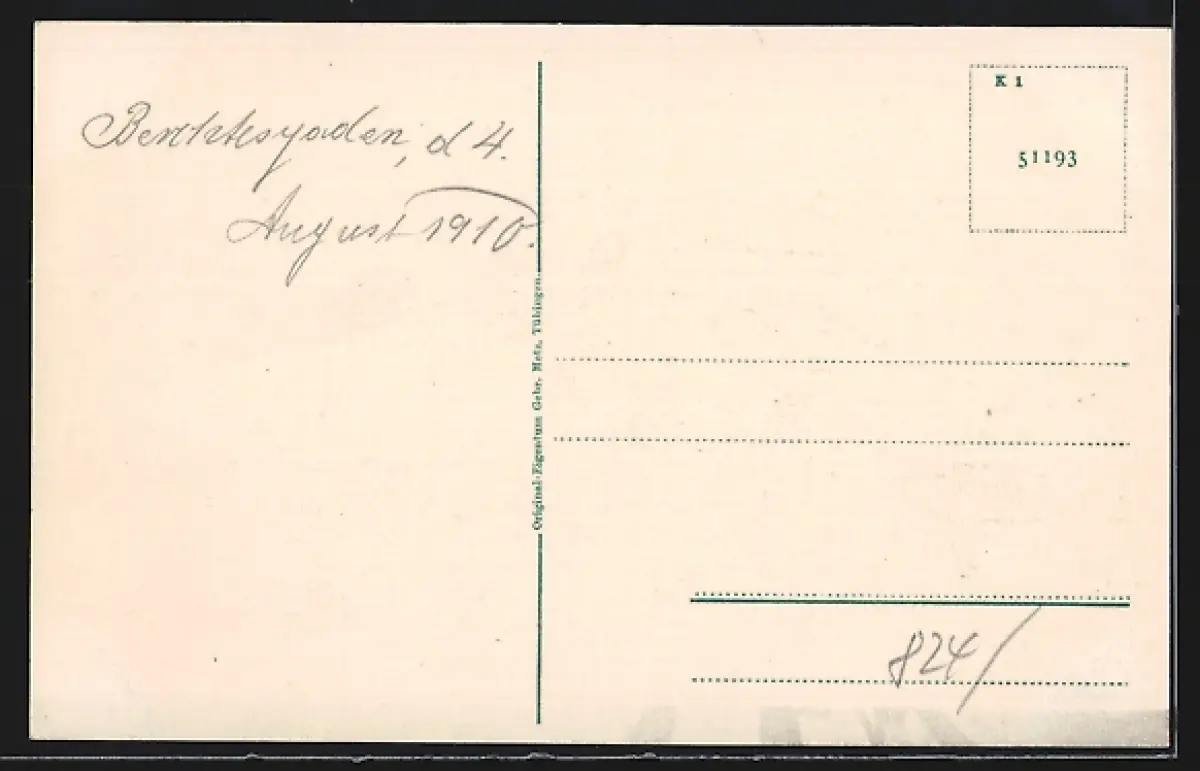 Berchtesgaden, d 4.
August 1910.
K 1
51193
Original-Eigentum Gebr. Metz, Tübingen.
824/